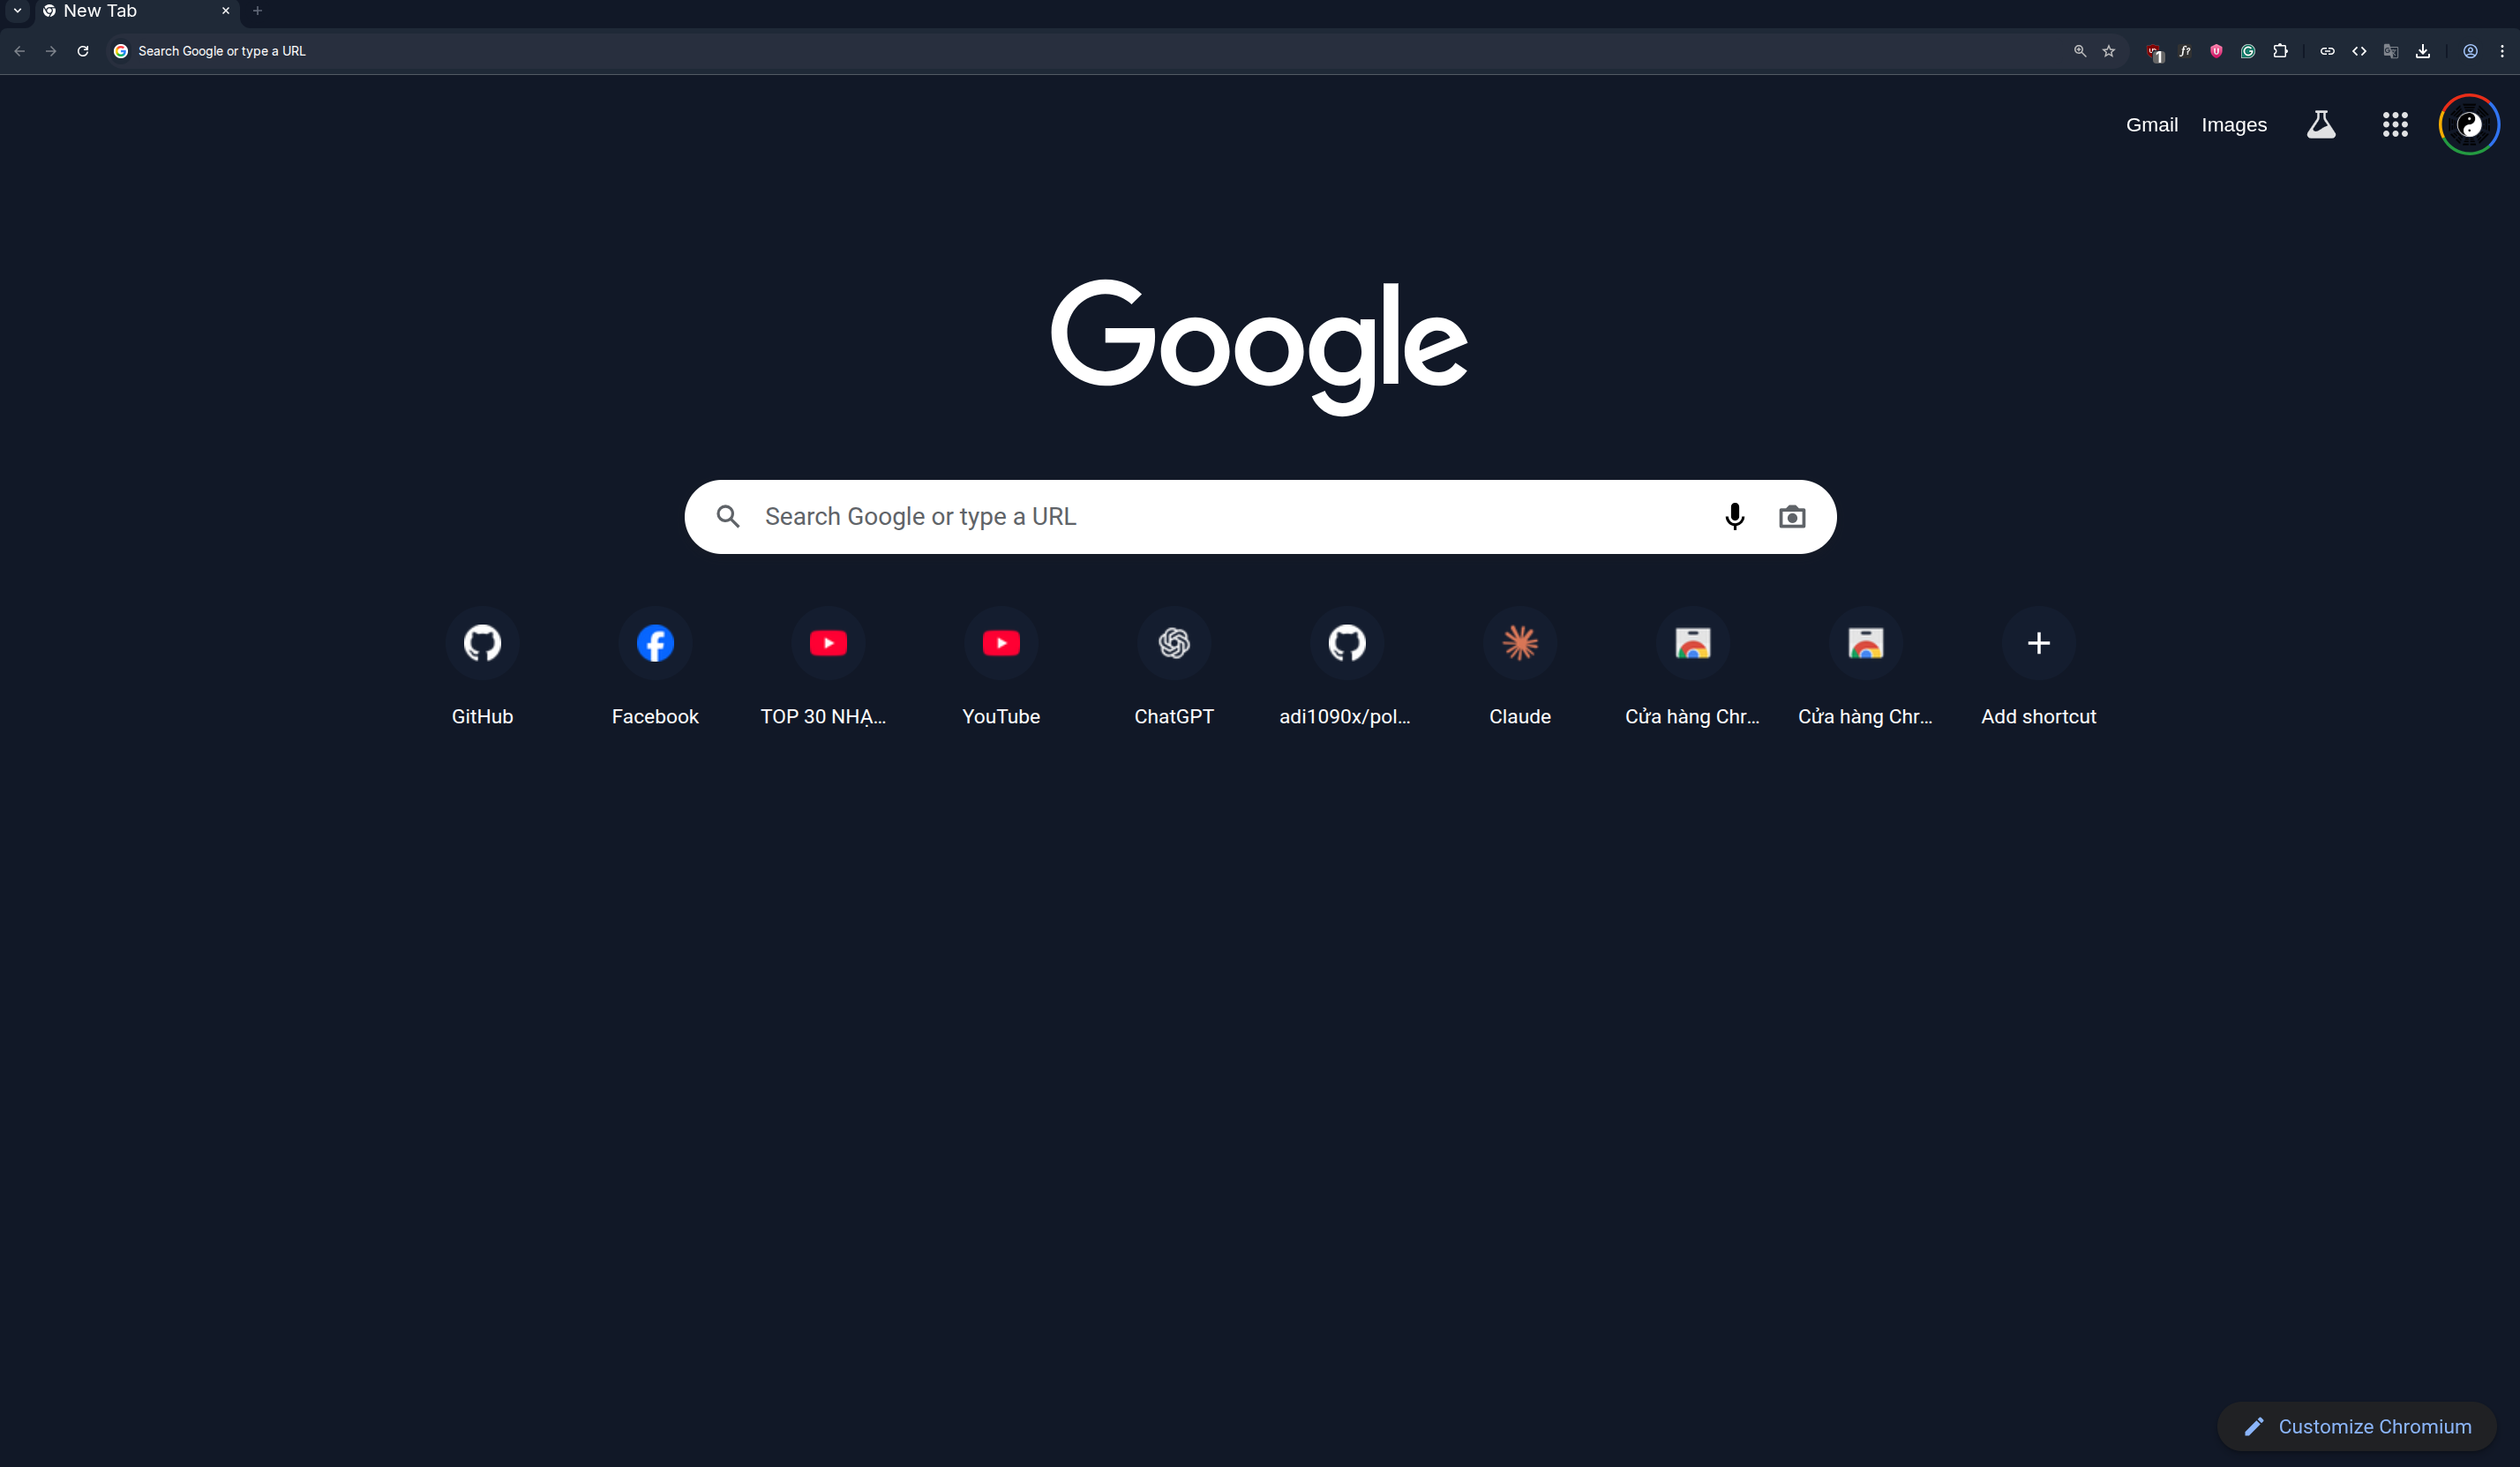 New Tab
Search Google or type a URL
Gmail Images
Google
Search Google or type a URL
GitHub
Facebook
TOP 30 NHẠ...
YouTube
ChatGPT
adi1090x/pol...
Claude
Cửa hàng Chr...
Cửa hàng Chr...
Add shortcut
Customize Chromium